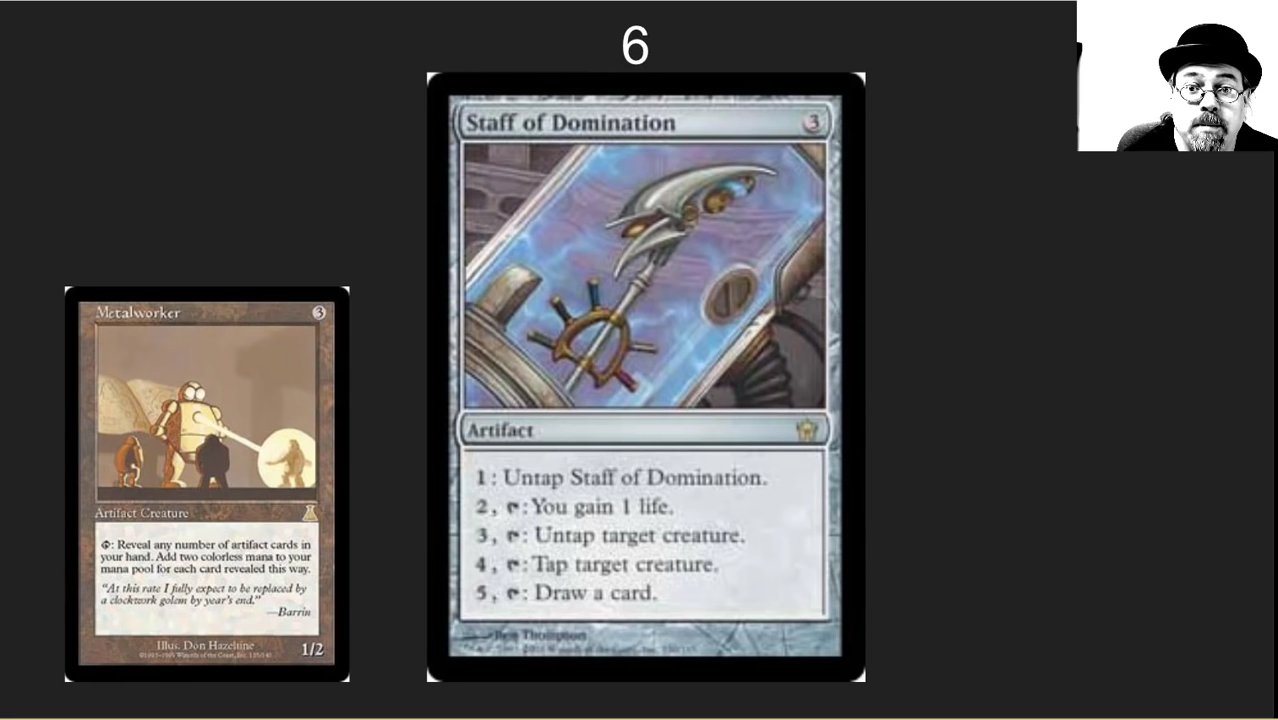 6
Staff of Domination 3
Artifact
1: Untap Staff of Domination.
2, : You gain 1 life.
3, : Untap target creature.
4, : Tap target creature.
5, : Draw a card.
Ben Thompson
Metalworker 3
Artifact Creature
: Reveal any number of artifact cards in
your hand. Add two colorless mana to your
mana pool for each card revealed this way.
"At this rate I fully expect to be replaced by
a clockwork golem by year's end."
—Barrin
Illus. Don Hazeltine
1/2